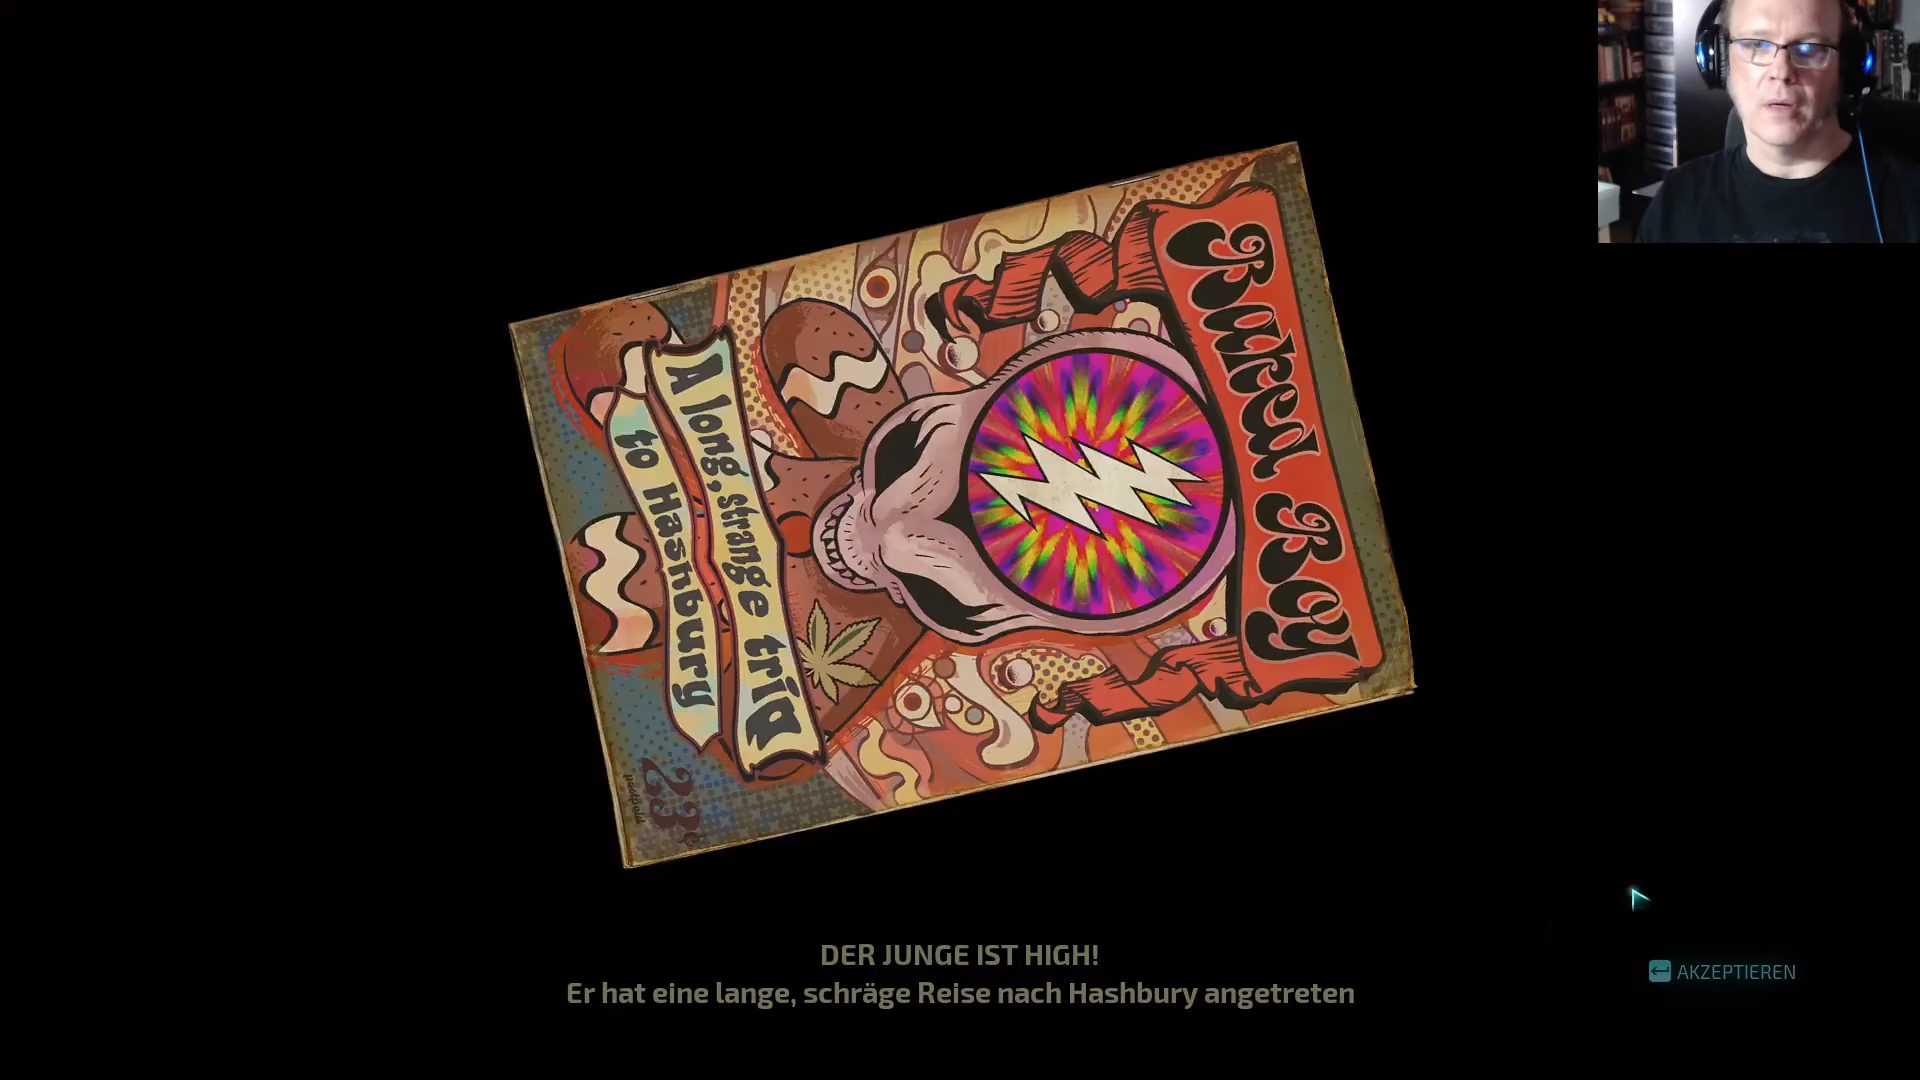 Baked Boy
A long, strange trip
to Hashbury
23¢
DER JUNGE IST HIGH!
Er hat eine lange, schräge Reise nach Hashbury angetreten
AKZEPTIEREN